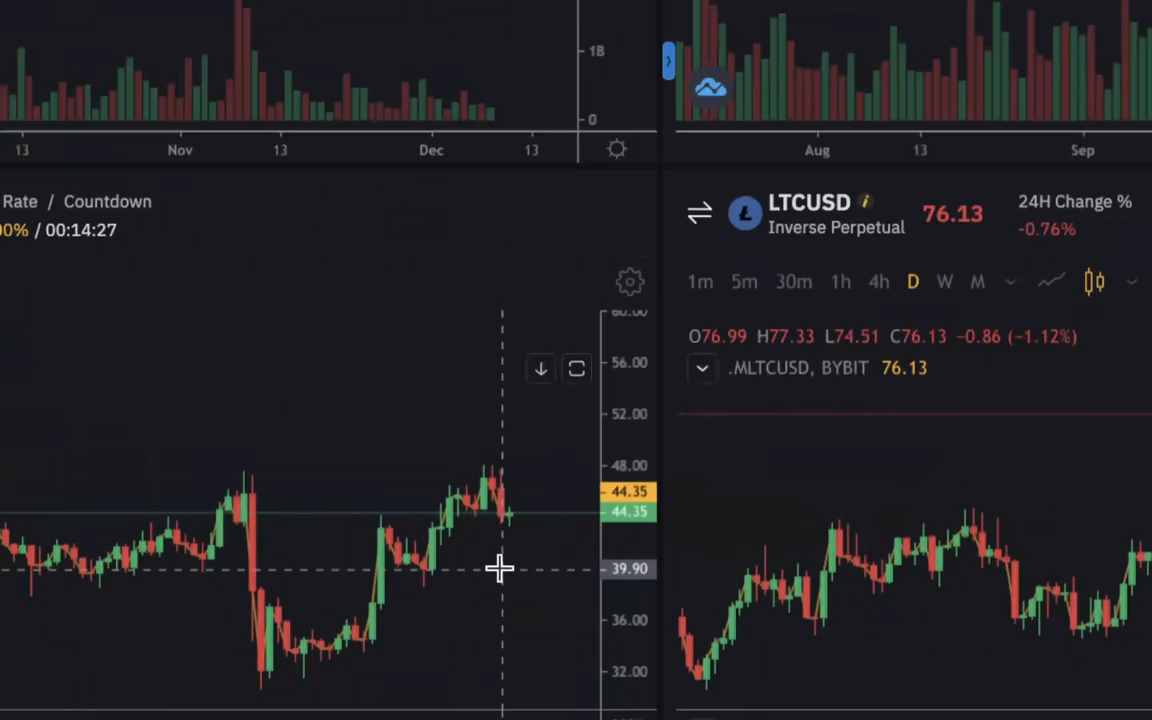 1B
0
13 Nov 13 Dec 13
Aug 13 Sep
Rate / Countdown
00% / 00:14:27
60.00
56.00
52.00
48.00
44.35
44.35
39.90
36.00
32.00
LTCUSD i 76.13 24H Change %
Inverse Perpetual -0.76%
1m 5m 30m 1h 4h D W M
O76.99 H77.33 L74.51 C76.13 −0.86 (−1.12%)
.MLTCUSD, BYBIT 76.13